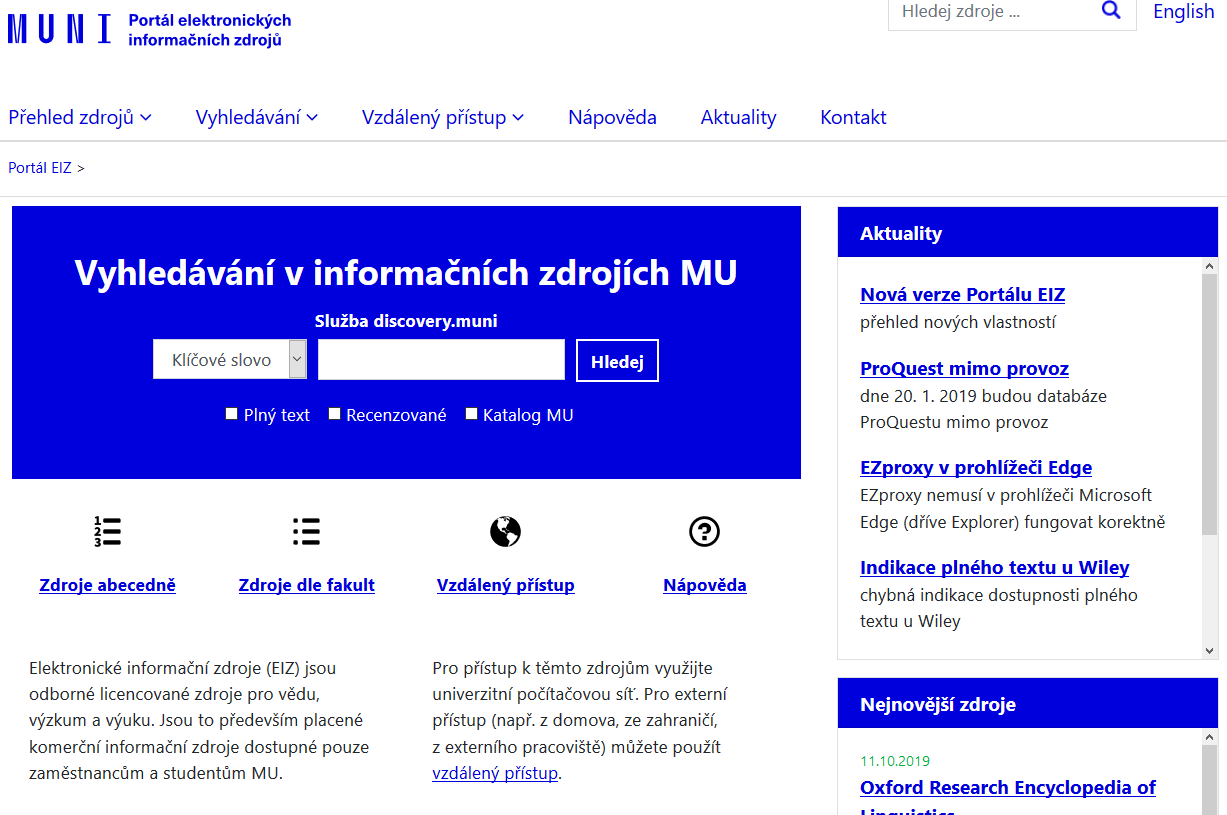 MUNI
Portál elektronických
informačních zdrojů
Hledej zdroje ...
English
Přehled zdrojů
Vyhledávání
Vzdálený přístup
Nápověda
Aktuality
Kontakt
Portál EIZ >
Vyhledávání v informačních zdrojích MU
Služba discovery.muni
Klíčové slovo
Hledej
Plný text
Recenzované
Katalog MU
Zdroje abecedně
Zdroje dle fakult
Vzdálený přístup
Nápověda
Elektronické informační zdroje (EIZ) jsou
odborné licencované zdroje pro vědu,
výzkum a výuku. Jsou to především placené
komerční informační zdroje dostupné pouze
zaměstnancům a studentům MU.
Pro přístup k těmto zdrojům využijte
univerzitní počítačovou síť. Pro externí
přístup (např. z domova, ze zahraničí,
z externího pracoviště) můžete použít
vzdálený přístup.
Aktuality
Nová verze Portálu EIZ
přehled nových vlastností
ProQuest mimo provoz
dne 20. 1. 2019 budou databáze
ProQuestu mimo provoz
EZproxy v prohlížeči Edge
EZproxy nemusí v prohlížeči Microsoft
Edge (dříve Explorer) fungovat korektně
Indikace plného textu u Wiley
chybná indikace dostupnosti plného
textu u Wiley
Nejnovější zdroje
11.10.2019
Oxford Research Encyclopedia of
Linguistics